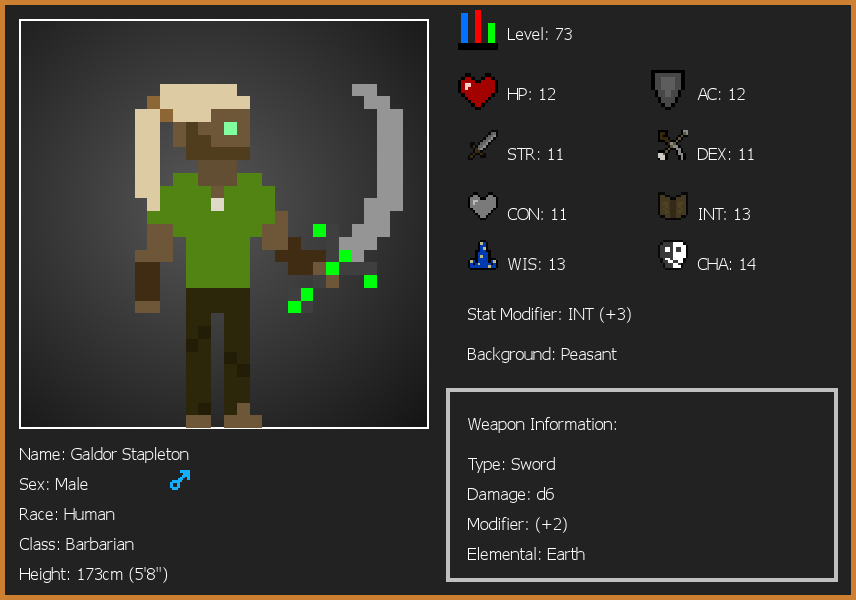 Level: 73
HP: 12
AC: 12
STR: 11
DEX: 11
CON: 11
INT: 13
WIS: 13
CHA: 14
Stat Modifier: INT (+3)
Background: Peasant
Weapon Information:
Type: Sword
Damage: d6
Modifier: (+2)
Elemental: Earth
Name: Galdor Stapleton
Sex: Male
Race: Human
Class: Barbarian
Height: 173cm (5'8")